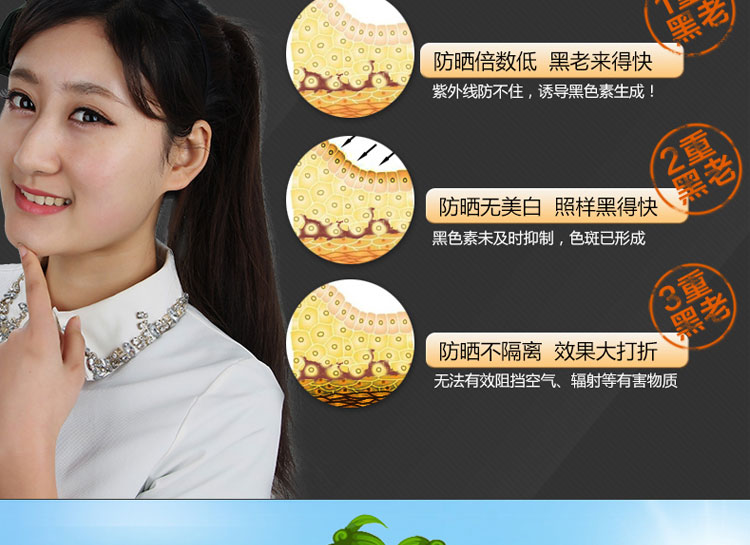 1重
黑老
防晒倍数低 黑老来得快
紫外线防不住，诱导黑色素生成！
2重
黑老
防晒无美白 照样黑得快
黑色素未及时抑制，色斑已形成
3重
黑老
防晒不隔离 效果大打折
无法有效阻挡空气、辐射等有害物质